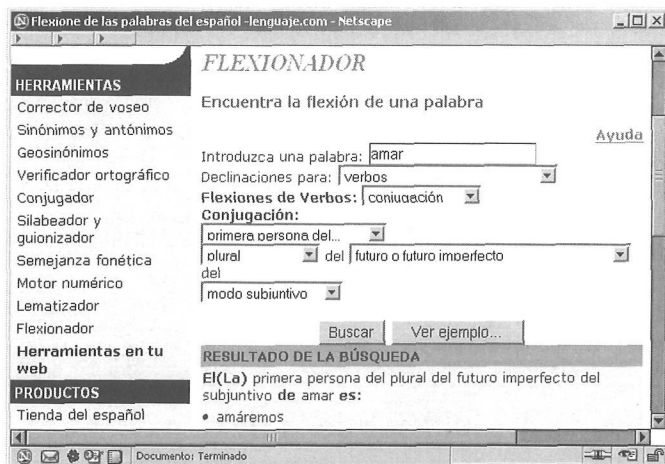 Flexione de las palabras del español -lenguaje.com - Netscape
HERRAMIENTAS
Corrector de voseo
Sinónimos y antónimos
Geosinónimos
Verificador ortográfico
Conjugador
Silabeador y
guionizador
Semejanza fonética
Motor numérico
Lematizador
Flexionador
Herramientas en tu
web
PRODUCTOS
Tienda del español
FLEXIONADOR
Encuentra la flexión de una palabra
Ayuda
Introduzca una palabra: amar
Declinaciones para: verbos
Flexiones de Verbos: conjugación
Conjugación:
primera persona del...
plural del futuro o futuro imperfecto
del
modo subjuntivo
Buscar Ver ejemplo...
RESULTADO DE LA BÚSQUEDA
El(La) primera persona del plural del futuro imperfecto del
subjuntivo de amar es:
• amáremos
Documento: Terminado